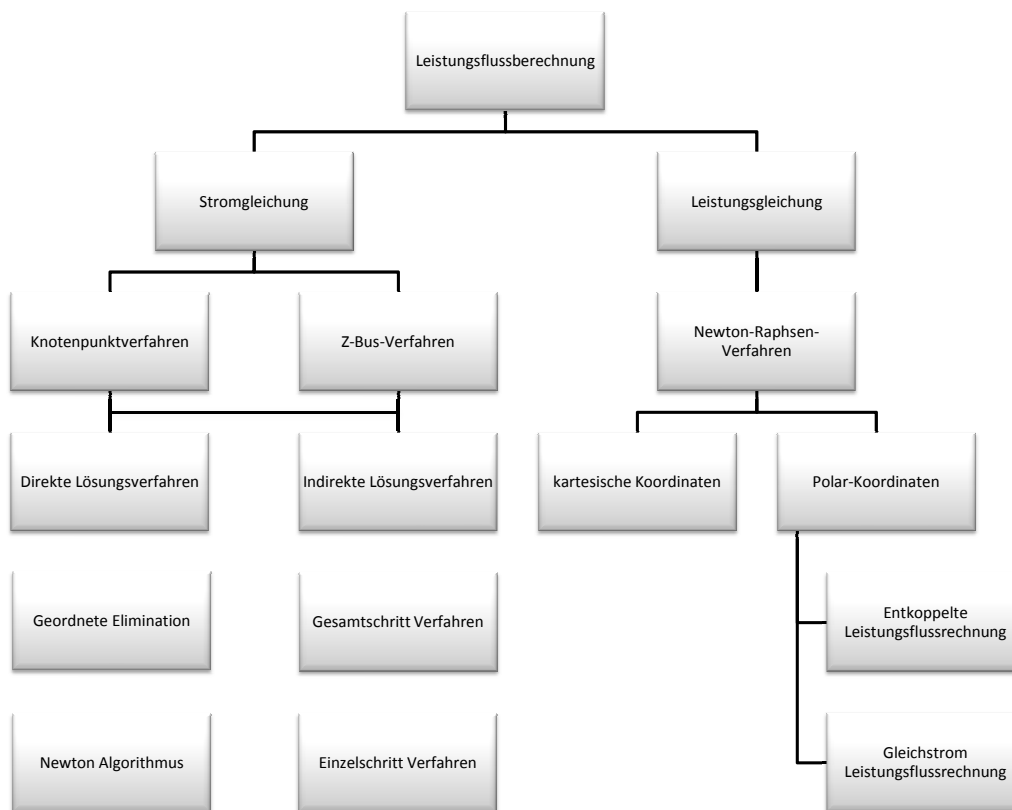 Leistungsflussberechnung
Stromgleichung
Leistungsgleichung
Knotenpunktverfahren
Z-Bus-Verfahren
Newton-Raphsen-
Verfahren
Direkte Lösungsverfahren
Indirekte Lösungsverfahren
kartesische Koordinaten
Polar-Koordinaten
Geordnete Elimination
Gesamtschritt Verfahren
Entkoppelte
Leistungsflussrechnung
Newton Algorithmus
Einzelschritt Verfahren
Gleichstrom
Leistungsflussrechnung